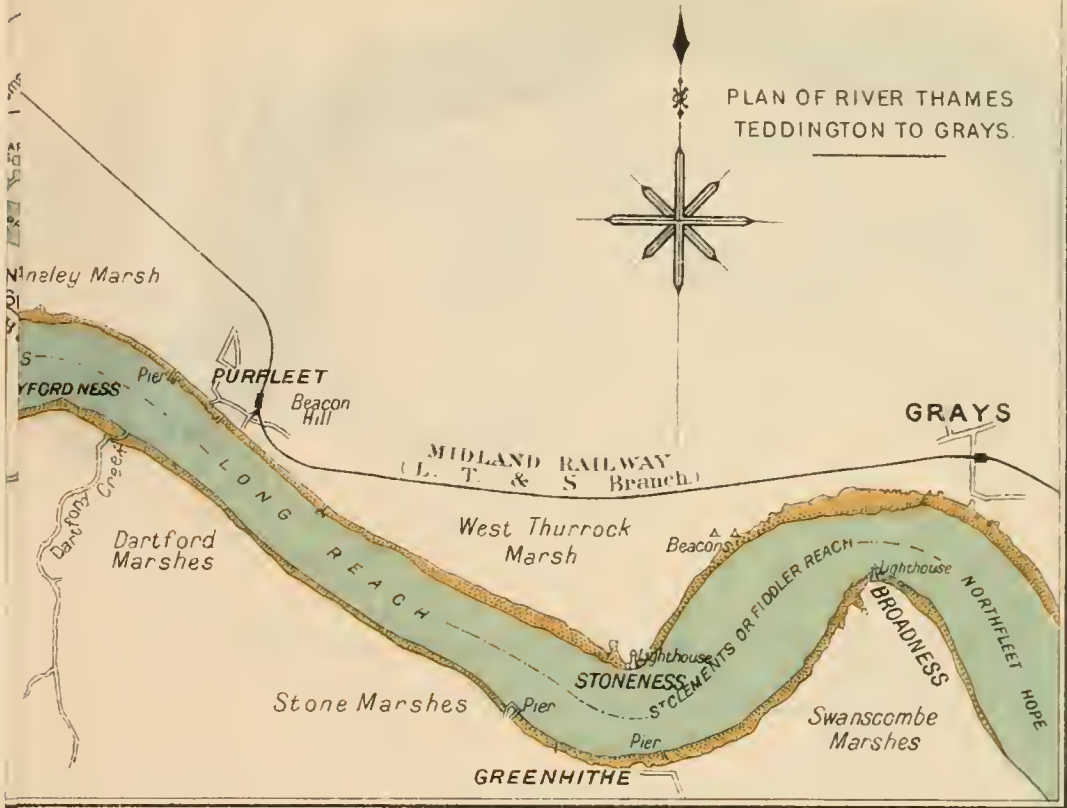 PLAN OF RIVER THAMES
TEDDINGTON TO GRAYS.
Marsh
Pier
PURFLEET
Beacon
Hill
GRAYS
MIDLAND RAILWAY
(L. T. & S Branch.)
LONG REACH
Dartford Creek
Dartford
Marshes
West Thurrock
Marsh
Beacons
Lighthouse
BROADNESS
NORTHFLEET HOPE
ST CLEMENTS OR FIDDLER REACH
Lighthouse
STONENESS
Stone Marshes
Pier
Pier
Swanscombe
Marshes
GREENHITHE